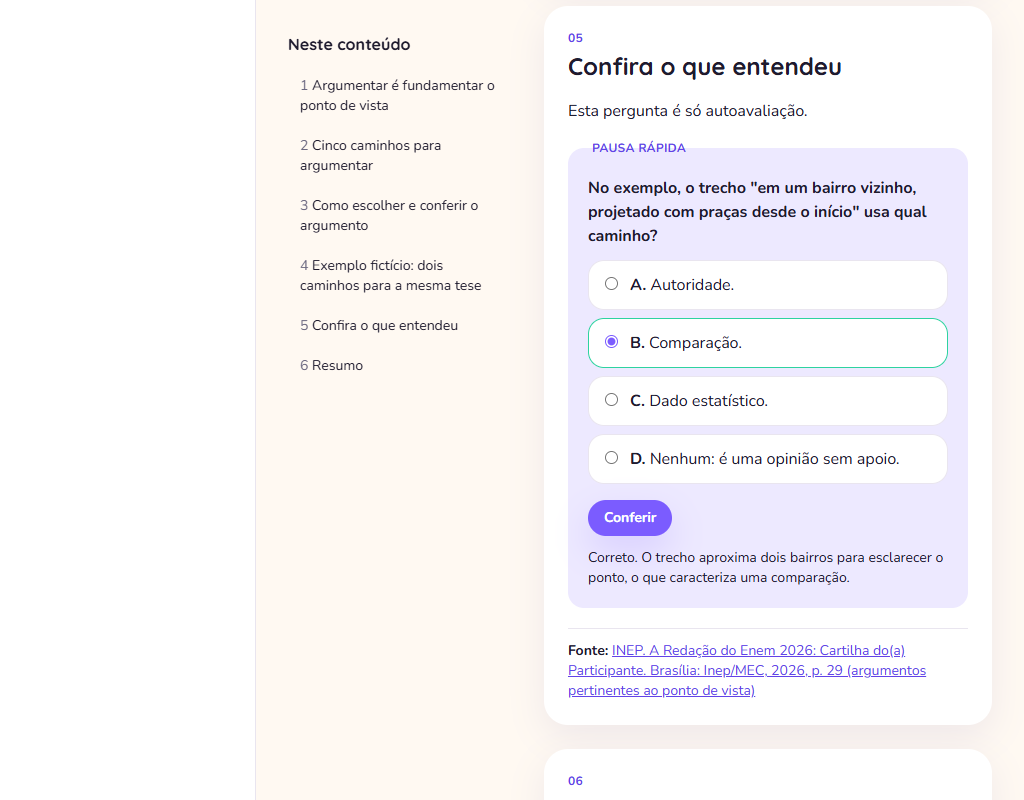 Neste conteúdo
1 Argumentar é fundamentar o
ponto de vista
2 Cinco caminhos para
argumentar
3 Como escolher e conferir o
argumento
4 Exemplo fictício: dois
caminhos para a mesma tese
5 Confira o que entendeu
6 Resumo
05
Confira o que entendeu
Esta pergunta é só autoavaliação.
PAUSA RÁPIDA
No exemplo, o trecho "em um bairro vizinho,
projetado com praças desde o início" usa qual
caminho?
A. Autoridade.
B. Comparação.
C. Dado estatístico.
D. Nenhum: é uma opinião sem apoio.
Conferir
Correto. O trecho aproxima dois bairros para esclarecer o
ponto, o que caracteriza uma comparação.
Fonte: INEP. A Redação do Enem 2026: Cartilha do(a)
Participante. Brasília: Inep/MEC, 2026, p. 29 (argumentos
pertinentes ao ponto de vista)
06